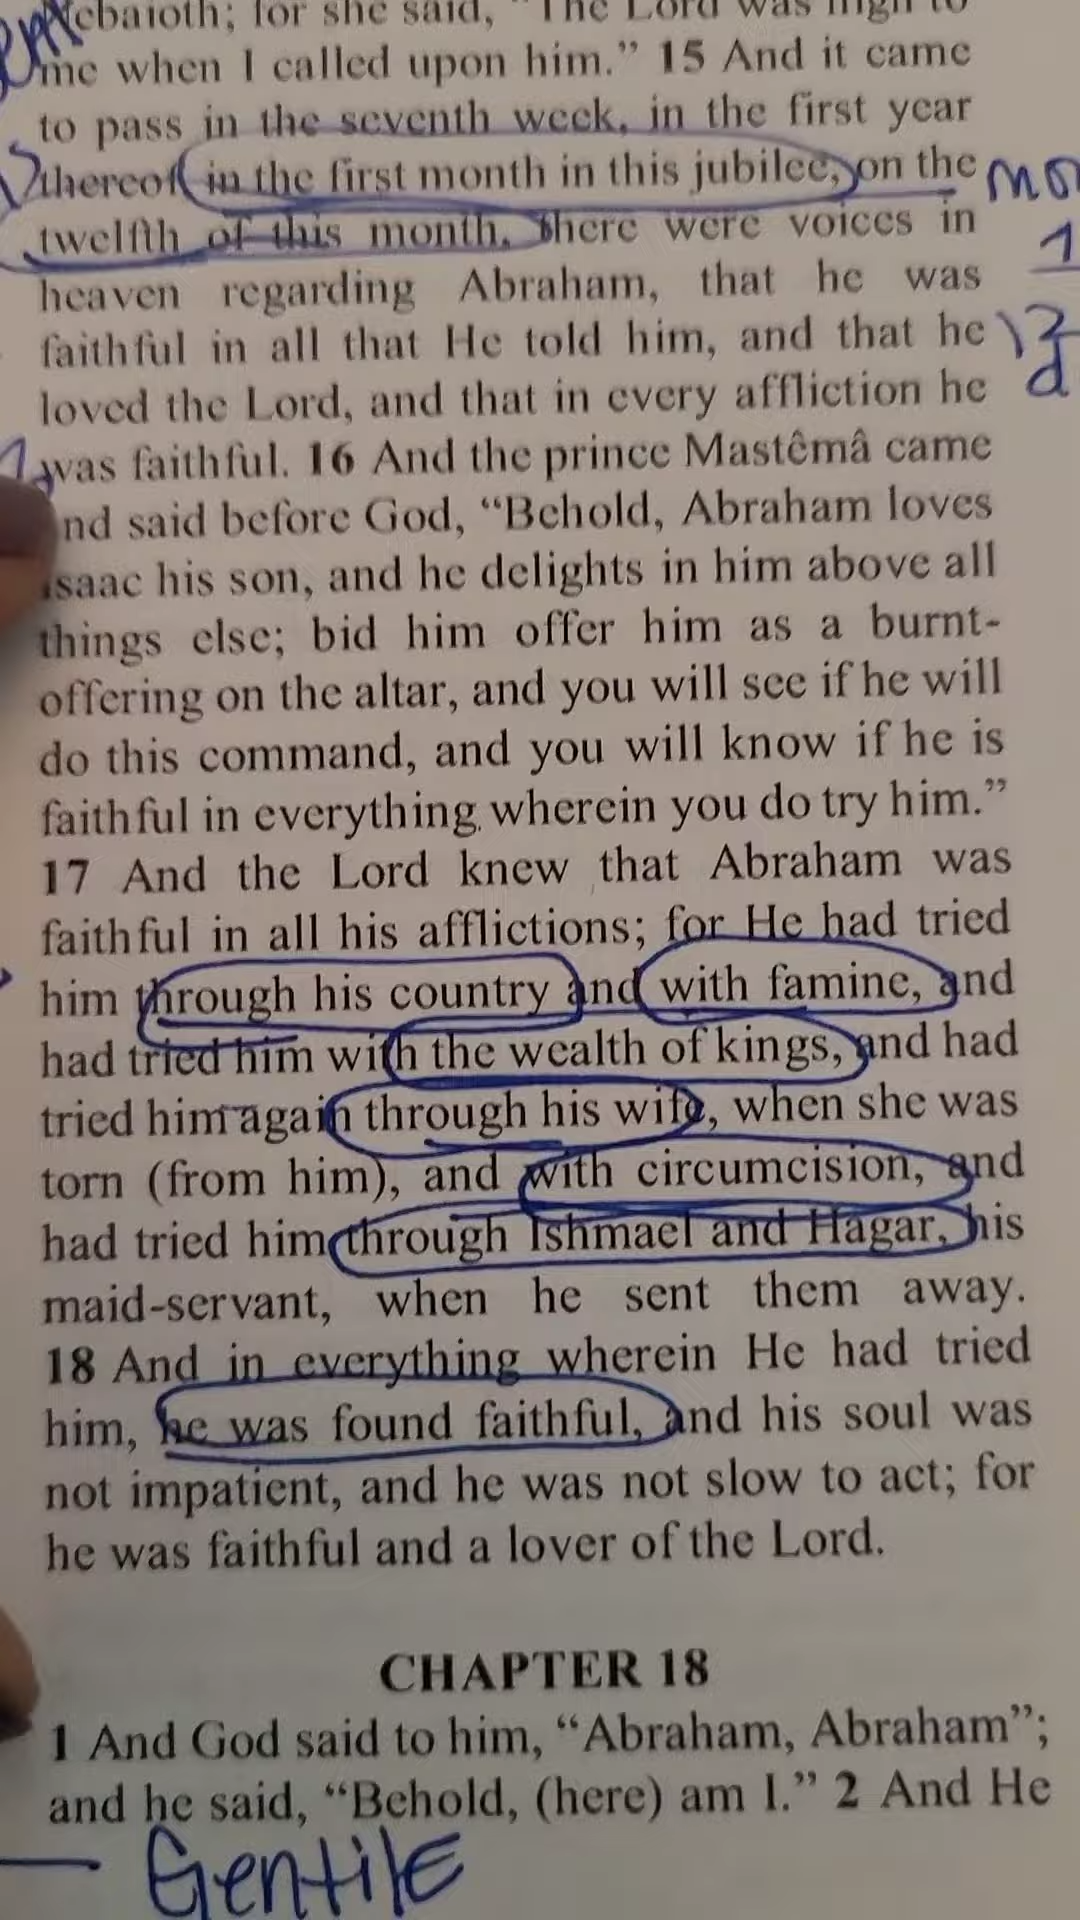 Nebaioth; for she said, "The Lord was nigh to
me when I called upon him." 15 And it came
to pass in the seventh week, in the first year
thereof in the first month in this jubilee, on the
mo
twelfth of this month, there were voices in
1
heaven regarding Abraham, that he was
faithful in all that He told him, and that he
12
loved the Lord, and that in every affliction he
d
was faithful. 16 And the prince Mastêmâ came
nd said before God, "Behold, Abraham loves
Isaac his son, and he delights in him above all
things else; bid him offer him as a burnt-
offering on the altar, and you will see if he will
do this command, and you will know if he is
faithful in everything wherein you do try him."
17 And the Lord knew that Abraham was
faithful in all his afflictions; for He had tried
him through his country and with famine, and
had tried him with the wealth of kings, and had
tried him again through his wife, when she was
torn (from him), and with circumcision, and
had tried him through Ishmael and Hagar, his
maid-servant, when he sent them away.
18 And in everything wherein He had tried
him, he was found faithful, and his soul was
not impatient, and he was not slow to act; for
he was faithful and a lover of the Lord.
CHAPTER 18
1 And God said to him, "Abraham, Abraham";
and he said, "Behold, (here) am I." 2 And He
Gentile